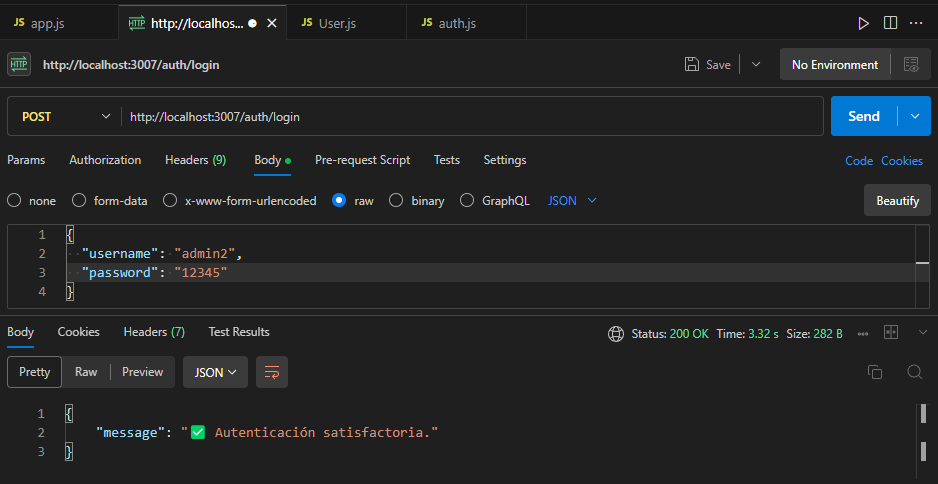 JS app.js HTTP http://localhos... JS User.js JS auth.js ...
HTTP http://localhost:3007/auth/login Save No Environment
POST http://localhost:3007/auth/login Send
Params Authorization Headers (9) Body Pre-request Script Tests Settings Code Cookies
none form-data x-www-form-urlencoded raw binary GraphQL JSON Beautify
1 {
2 "username": "admin2",
3 "password": "12345"
4 }
Body Cookies Headers (7) Test Results Status: 200 OK Time: 3.32 s Size: 282 B
Pretty Raw Preview JSON
1 {
2 "message": "✅ Autenticación satisfactoria."
3 }